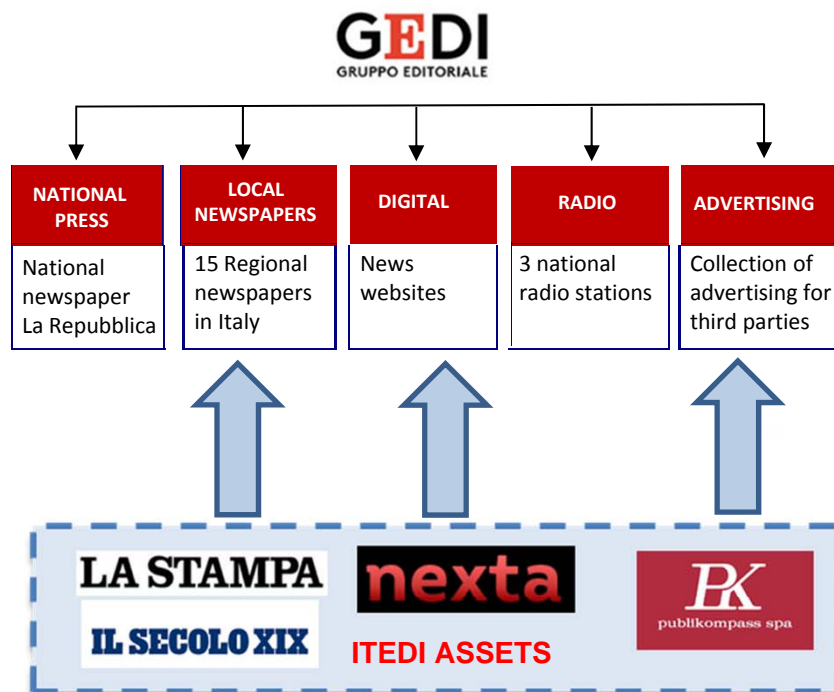 GEDI
GRUPPO EDITORIALE
NATIONAL
PRESS
LOCAL
NEWSPAPERS
DIGITAL
RADIO
ADVERTISING
National
newspaper
La Repubblica
15 Regional
newspapers
in Italy
News
websites
3 national
radio stations
Collection of
advertising for
third parties
LA STAMPA
IL SECOLO XIX
nexta
ITEDI ASSETS
PK
publikompass spa